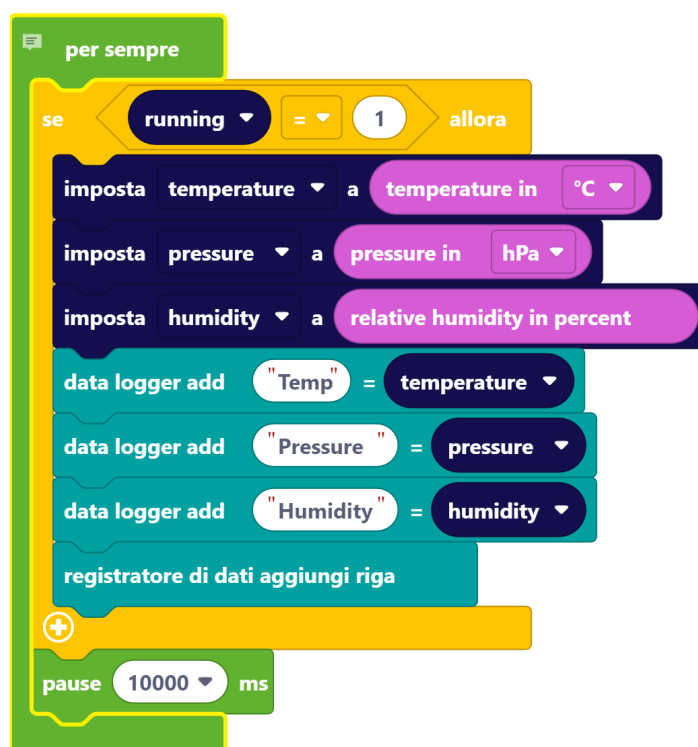 per sempre
se running = 1 allora
imposta temperature a temperature in °C
imposta pressure a pressure in hPa
imposta humidity a relative humidity in percent
data logger add "Temp" = temperature
data logger add "Pressure " = pressure
data logger add "Humidity" = humidity
registratore di dati aggiungi riga
pause 10000 ms